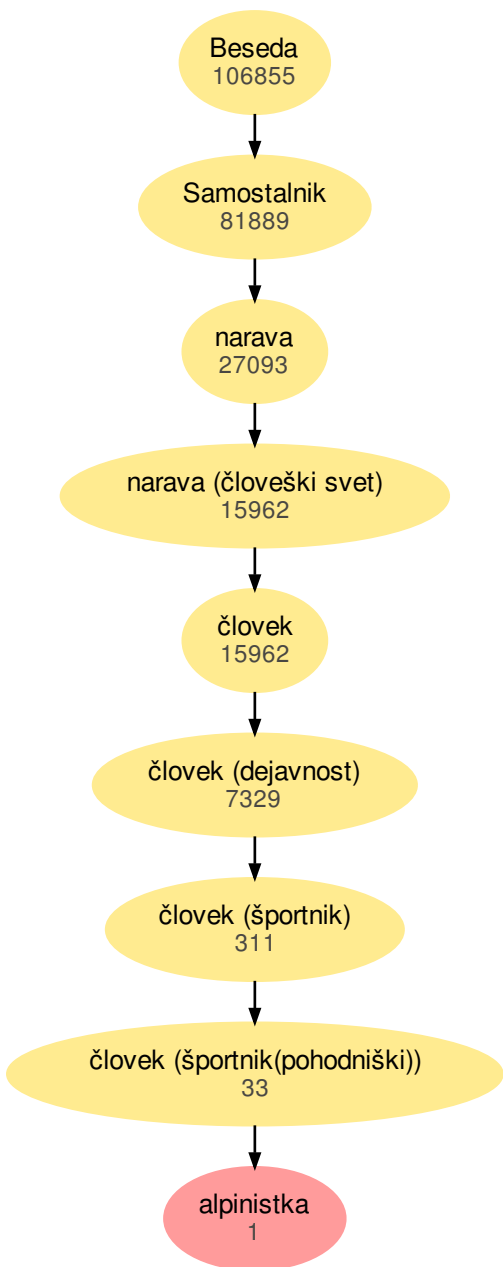 Beseda
106855
Samostalnik
81889
narava
27093
narava (človeški svet)
15962
človek
15962
človek (dejavnost)
7329
človek (športnik)
311
človek (športnik(pohodniški))
33
alpinistka
1